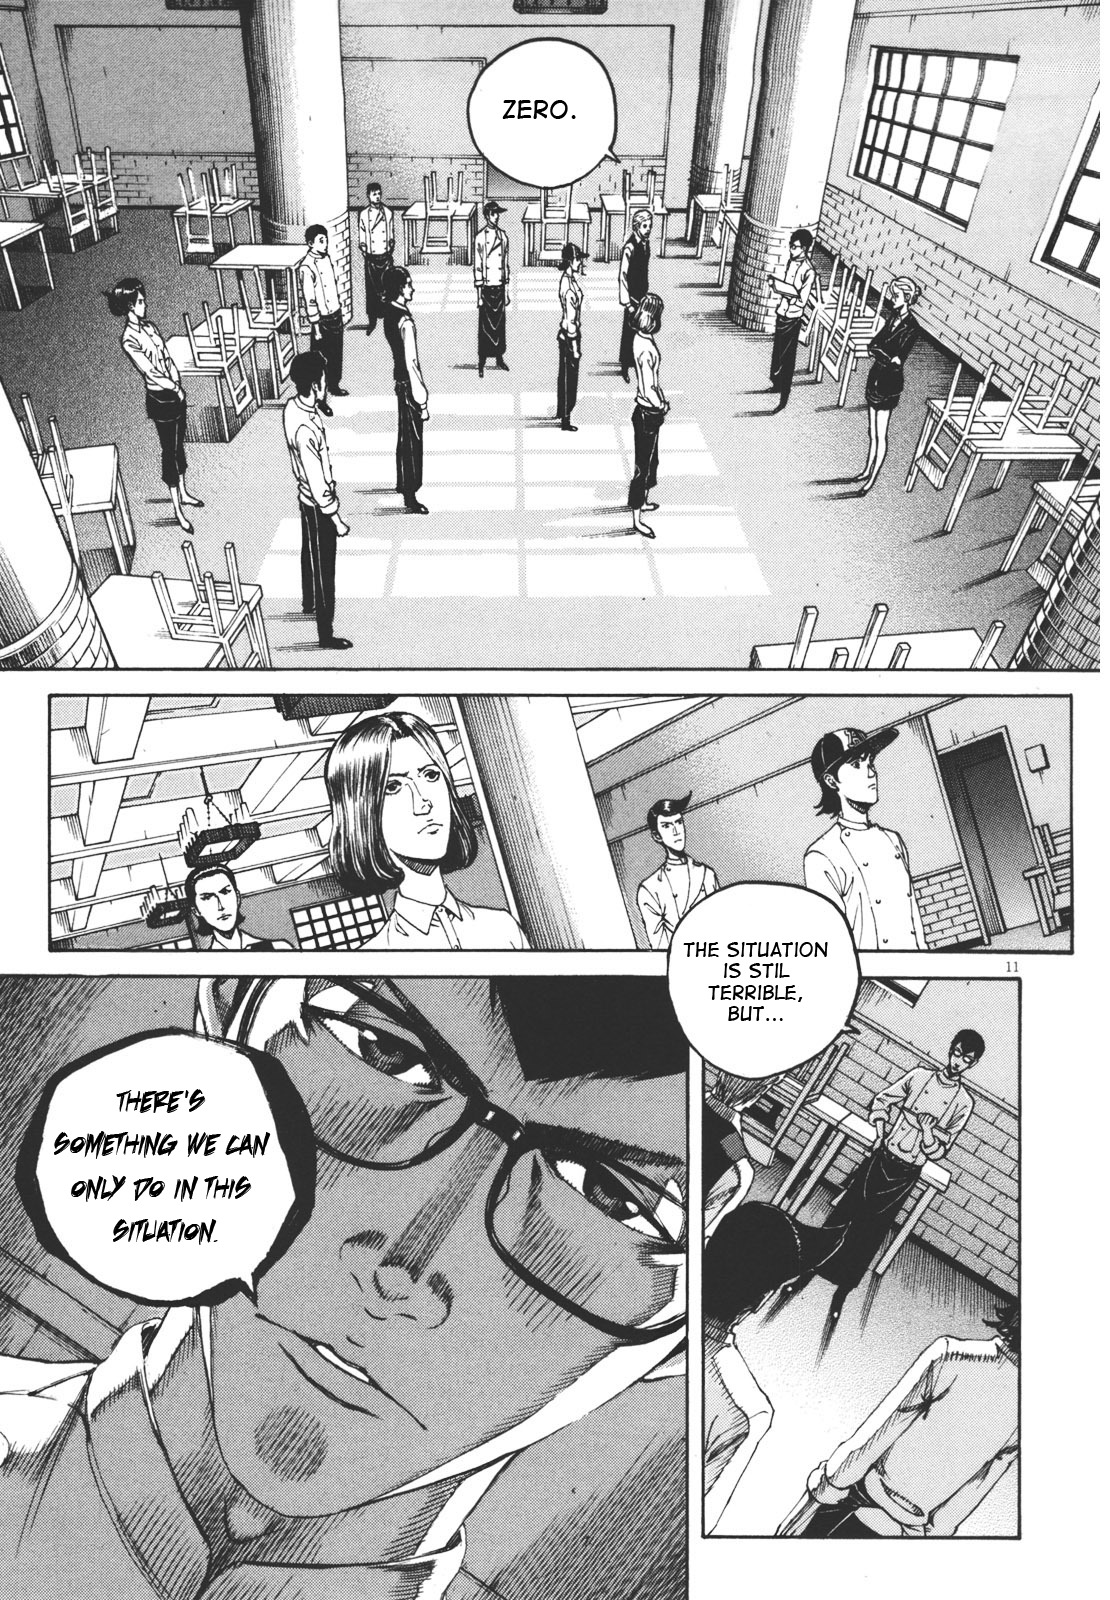 ZERO.
THE SITUATION
IS STIL
TERRIBLE,
BUT...
11
THERE'S
SOMETHING WE CAN
ONLY DO IN THIS
SITUATION.